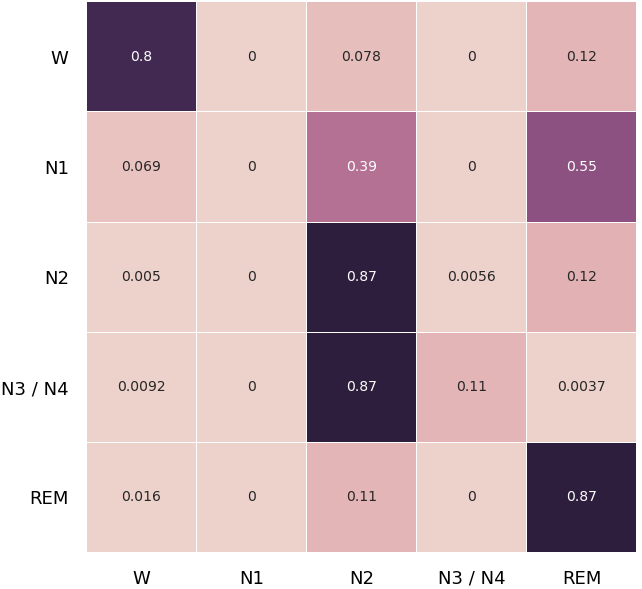 W 0.8 0 0.078 0 0.12
N1 0.069 0 0.39 0 0.55
N2 0.005 0 0.87 0.0056 0.12
N3 / N4 0.0092 0 0.87 0.11 0.0037
REM 0.016 0 0.11 0 0.87
W N1 N2 N3 / N4 REM